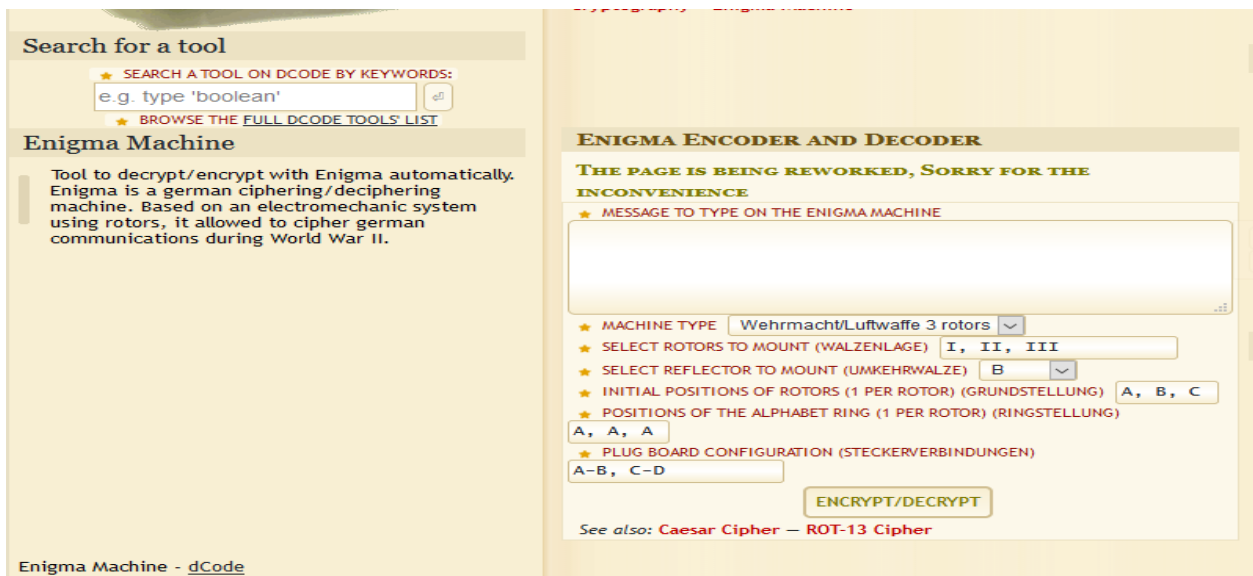 Search for a tool
★ SEARCH A TOOL ON DCODE BY KEYWORDS:
e.g. type 'boolean'
★ BROWSE THE FULL DCODE TOOLS' LIST
Enigma Machine
Tool to decrypt/encrypt with Enigma automatically.
Enigma is a german ciphering/deciphering
machine. Based on an electromechanic system
using rotors, it allowed to cipher german
communications during World War II.
Enigma Machine - dCode
ENIGMA ENCODER AND DECODER
THE PAGE IS BEING REWORKED, SORRY FOR THE
INCONVENIENCE
★ MESSAGE TO TYPE ON THE ENIGMA MACHINE
★ MACHINE TYPE Wehrmacht/Luftwaffe 3 rotors
★ SELECT ROTORS TO MOUNT (WALZENLAGE) I, II, III
★ SELECT REFLECTOR TO MOUNT (UMKEHRWALZE) B
★ INITIAL POSITIONS OF ROTORS (1 PER ROTOR) (GRUNDSTELLUNG) A, B, C
★ POSITIONS OF THE ALPHABET RING (1 PER ROTOR) (RINGSTELLUNG)
A, A, A
★ PLUG BOARD CONFIGURATION (STECKERVERBINDUNGEN)
A-B, C-D
ENCRYPT/DECRYPT
See also: Caesar Cipher — ROT-13 Cipher